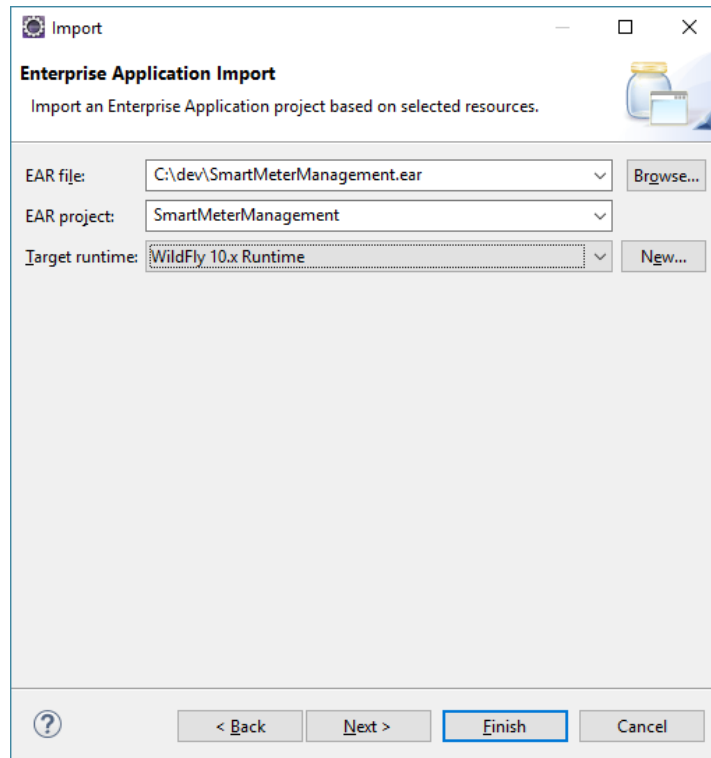 Import
Enterprise Application Import
Import an Enterprise Application project based on selected resources.
EAR file: C:\dev\SmartMeterManagement.ear Browse...
EAR project: SmartMeterManagement
Target runtime: WildFly 10.x Runtime New...
? < Back Next > Finish Cancel